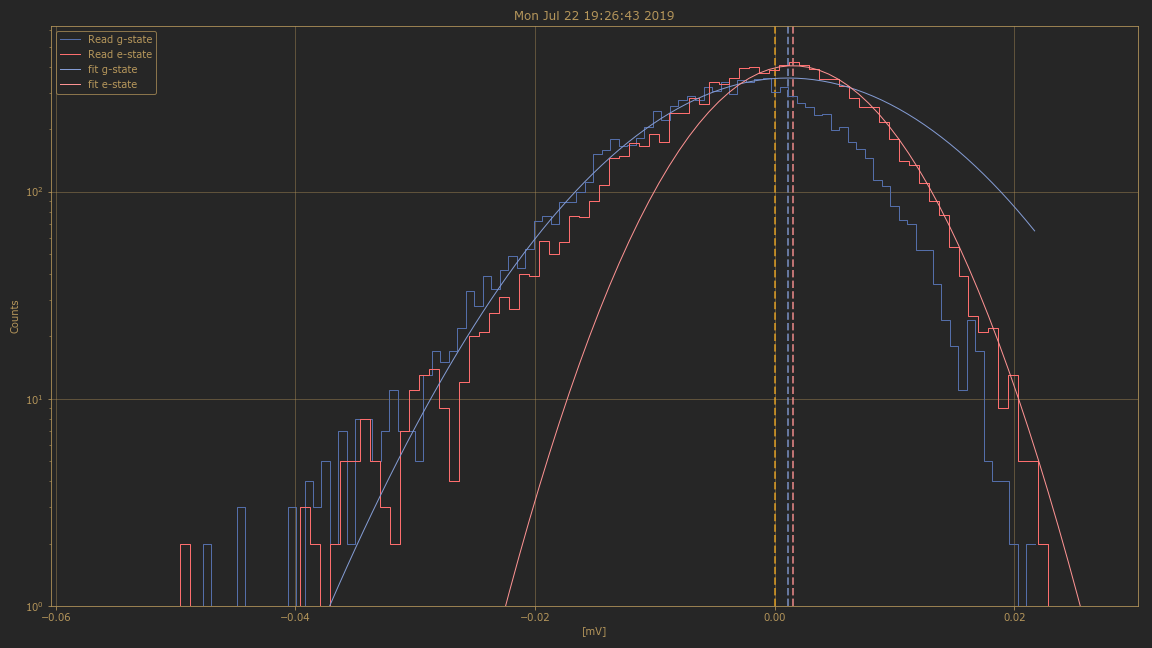 Mon Jul 22 19:26:43 2019
Read g-state
Read e-state
fit g-state
fit e-state
Counts
10²
10¹
10⁰
−0.06 −0.04 −0.02 0.00 0.02
[mV]